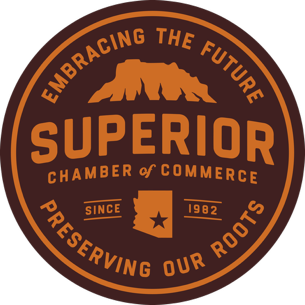 EMBRACING THE FUTURE
SUPERIOR
CHAMBER of COMMERCE
SINCE 1982
PRESERVING OUR ROOTS